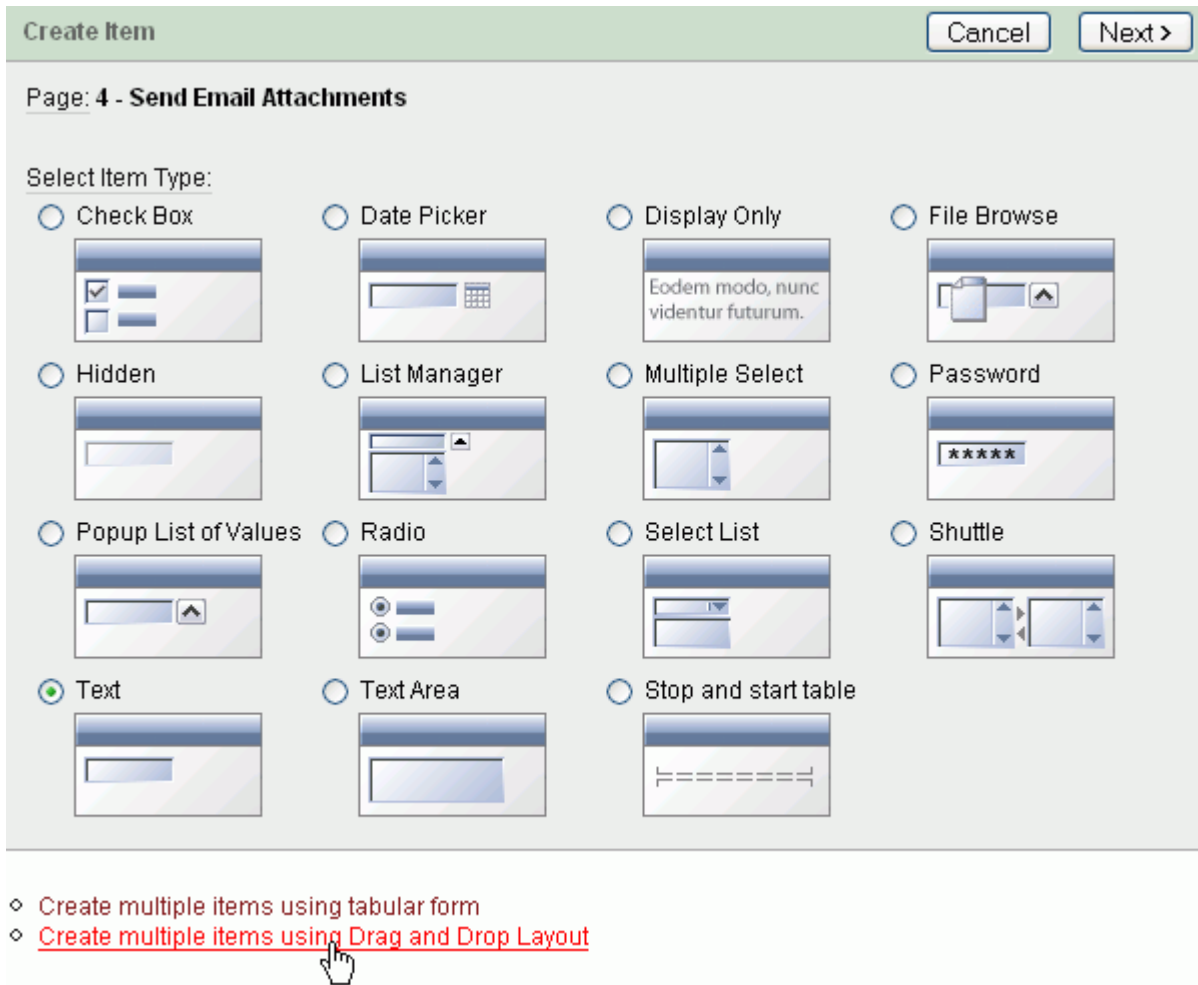 Create Item Cancel Next >
Page: 4 - Send Email Attachments
Select Item Type:
Check Box Date Picker Display Only File Browse
Eodem modo, nunc
videntur futurum.
Hidden List Manager Multiple Select Password
*****
Popup List of Values Radio Select List Shuttle
Text Text Area Stop and start table
Create multiple items using tabular form
Create multiple items using Drag and Drop Layout